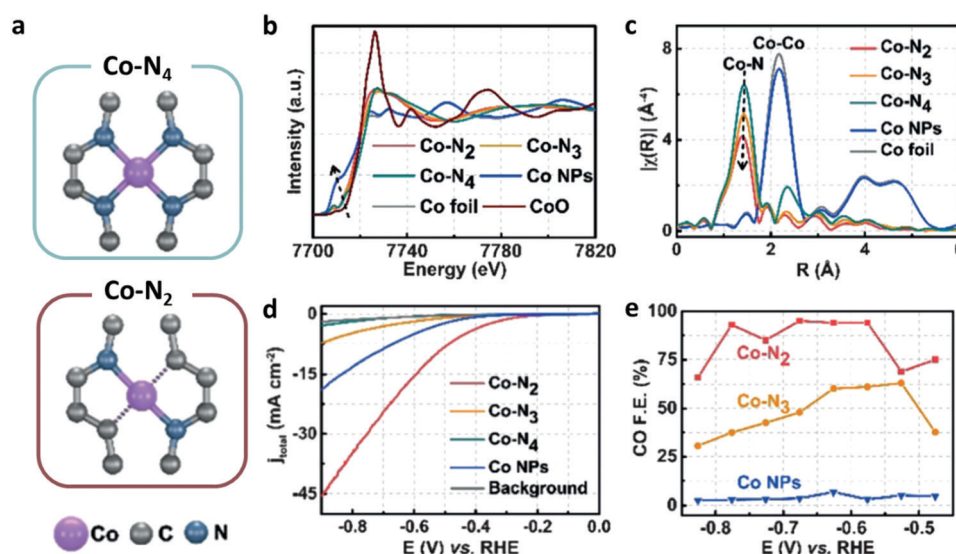 a
Co-N4
Co-N2
Co
C
N
b
Intensity (a.u.)
Co-N2
Co-N3
Co-N4
Co NPs
Co foil
CoO
7700
7740
7780
7820
Energy (eV)
c
Co-Co
Co-N
Co-N2
Co-N3
Co-N4
Co NPs
Co foil
8
4
0
|χ(R)| (Å-4)
0
2
4
6
R (Å)
d
0
-15
-30
-45
jtotal (mA cm-2)
Co-N2
Co-N3
Co-N4
Co NPs
Background
-0.8
-0.6
-0.4
-0.2
0.0
E (V) vs. RHE
e
100
75
50
25
0
CO F.E. (%)
Co-N2
Co-N3
Co NPs
-0.8
-0.7
-0.6
-0.5
E (V) vs. RHE